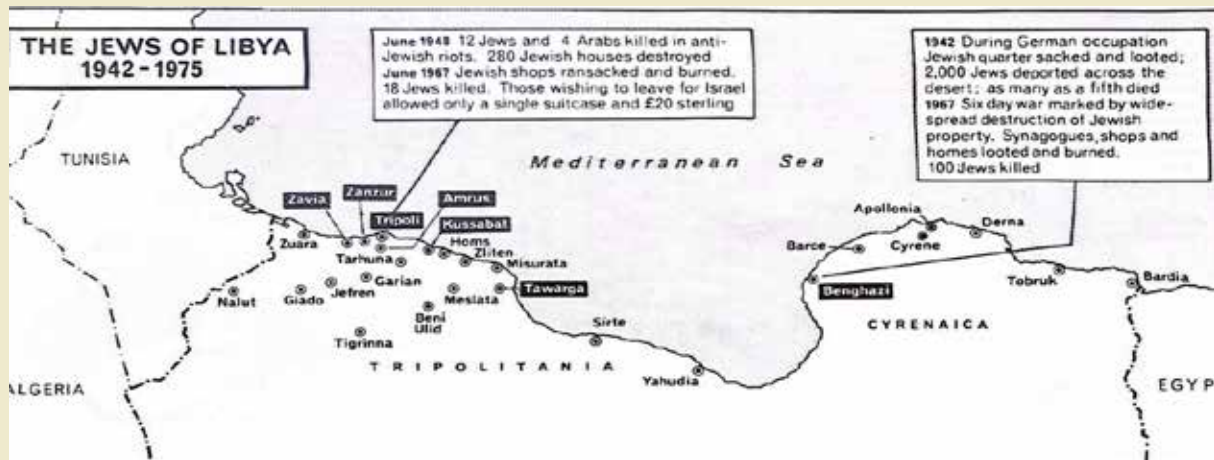 THE JEWS OF LIBYA
1942-1975
June 1948 12 Jews and 4 Arabs killed in anti-
Jewish riots. 280 Jewish houses destroyed
June 1967 Jewish shops ransacked and burned.
18 Jews killed. Those wishing to leave for Israel
allowed only a single suitcase and £20 sterling
1942 During German occupation
Jewish quarter sacked and looted;
2,000 Jews deported across the
desert; as many as a fifth died
1967 Six day war marked by wide-
spread destruction of Jewish
property. Synagogues, shops and
homes looted and burned.
100 Jews killed
TUNISIA
Mediterranean Sea
Zavia
Zanzur
Tripoli
Amrus
Kussabat
Zuara
Tarhuna
Homs
Zliten
Misurata
Nalut
Giado
Jefren
Garian
Meslata
Tawarga
Beni
Ulid
Tigrinna
TRIPOLITANIA
Sirte
Yahudia
Apollonia
Derna
Barce
Cyrene
Benghazi
Tobruk
Bardia
CYRENAICA
ALGERIA
EGYP